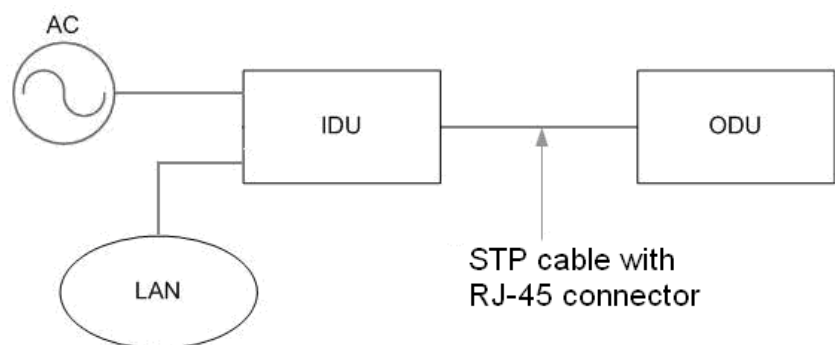 AC
IDU
ODU
LAN
STP cable with
RJ-45 connector